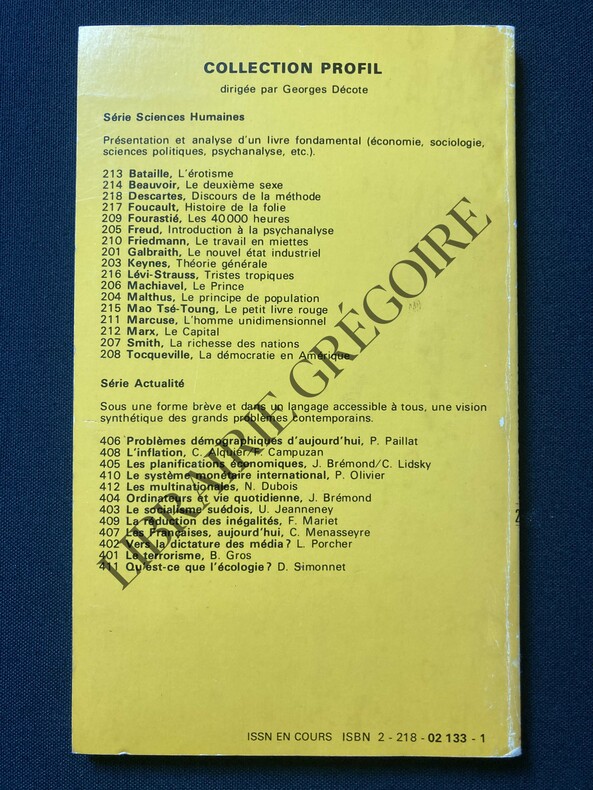 COLLECTION PROFIL
dirigée par Georges Décote
Série Sciences Humaines
Présentation et analyse d'un livre fondamental (économie, sociologie,
sciences politiques, psychanalyse, etc.).
213 Bataille, L'érotisme
214 Beauvoir, Le deuxième sexe
218 Descartes, Discours de la méthode
217 Foucault, Histoire de la folie
209 Fourastié, Les 40000 heures
205 Freud, Introduction à la psychanalyse
210 Friedmann, Le travail en miettes
201 Galbraith, Le nouvel état industriel
203 Keynes, Théorie générale
216 Lévi-Strauss, Tristes tropiques
206 Machiavel, Le Prince
204 Malthus, Le principe de population
215 Mao Tsé-Toung, Le petit livre rouge
211 Marcuse, L'homme unidimensionnel
212 Marx, Le Capital
207 Smith, La richesse des nations
208 Tocqueville, La démocratie en Amérique
Série Actualité
Sous une forme brève et dans un langage accessible à tous, une vision
synthétique des grands problèmes contemporains.
406 Problèmes démographiques d'aujourd'hui, P. Paillat
408 L'inflation, C. Alquier/F. Campuzan
405 Les planifications économiques, J. Brémond/C. Lidsky
410 Le système monétaire international, P. Olivier
412 Les multinationales, N. Dubois
404 Ordinateurs et vie quotidienne, J. Brémond
403 Le socialisme suédois, U. Jeanneney
409 La réduction des inégalités, F. Mariet
407 Les Françaises, aujourd'hui, C. Menasseyre
402 Vers la dictature des média? L. Porcher
401 Le terrorisme, B. Gros
411 Qu'est-ce que l'écologie? D. Simonnet
ISSN EN COURS ISBN 2 - 218 - 02 133 - 1
LIBRAIRIE GRÉGOIRE